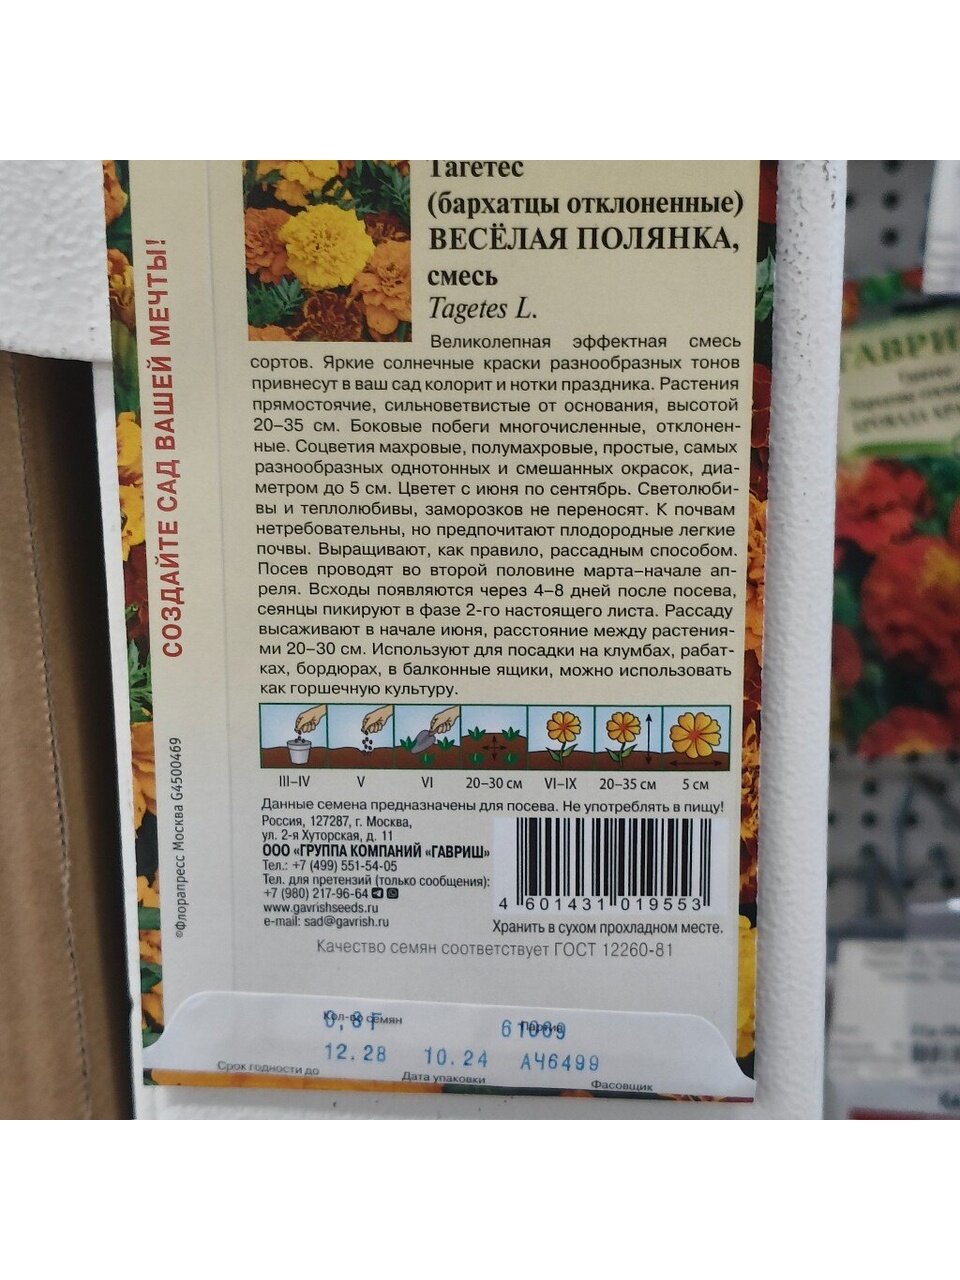 Тагетес
(бархатцы отклоненные)
ВЕСЁЛАЯ ПОЛЯНКА,
смесь
Tagetes L.
Великолепная эффектная смесь
сортов. Яркие солнечные краски разнообразных тонов
привнесут в ваш сад колорит и нотки праздника. Растения
прямостоячие, сильноветвистые от основания, высотой
20–35 см. Боковые побеги многочисленные, отклонен-
ные. Соцветия махровые, полумахровые, простые, самых
разнообразных однотонных и смешанных окрасок, диа-
метром до 5 см. Цветет с июня по сентябрь. Светолюби-
вы и теплолюбивы, заморозков не переносят. К почвам
нетребовательны, но предпочитают плодородные легкие
почвы. Выращивают, как правило, рассадным способом.
Посев проводят во второй половине марта–начале ап-
реля. Всходы появляются через 4–8 дней после посева,
сеянцы пикируют в фазе 2-го настоящего листа. Рассаду
высаживают в начале июня, расстояние между растения-
ми 20–30 см. Используют для посадки на клумбах, рабат-
ках, бордюрах, в балконные ящики, можно использовать
как горшечную культуру.
III–IV V VI 20–30 см VI–IX 20–35 см 5 см
Данные семена предназначены для посева. Не употреблять в пищу!
Россия, 127287, г. Москва,
ул. 2-я Хуторская, д. 11
ООО «ГРУППА КОМПАНИЙ «ГАВРИШ»
Тел.: +7 (499) 551-54-05
Тел. для претензий (только сообщения):
+7 (980) 217-96-64
www.gavrishseeds.ru
e-mail: sad@gavrish.ru
4 601431 019553
Хранить в сухом прохладном месте.
Качество семян соответствует ГОСТ 12260-81
Кол-во семян
Партия
12.28 10.24 АЧ6499
Срок годности до Дата упаковки Фасовщик
СОЗДАЙТЕ САД ВАШЕЙ МЕЧТЫ!
©Флорапресс Москва G4500469